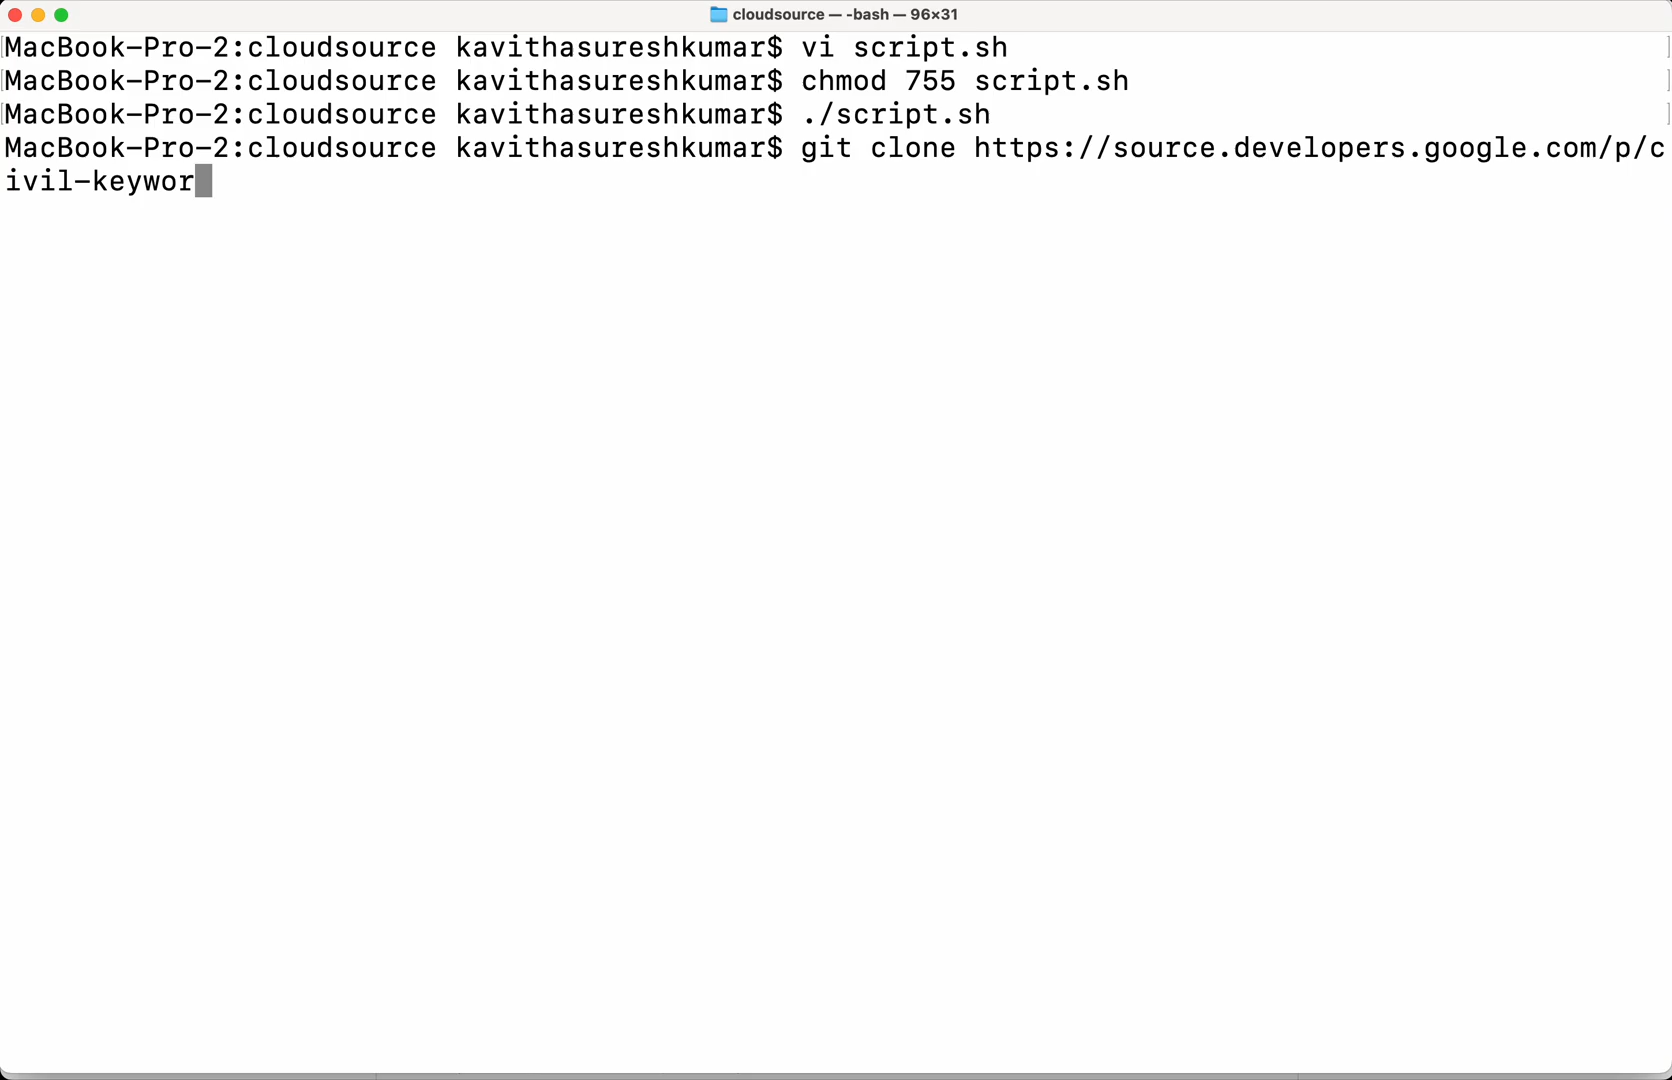 cloudsource — -bash — 96×31
MacBook-Pro-2:cloudsource kavithasureshkumar$ vi script.sh
MacBook-Pro-2:cloudsource kavithasureshkumar$ chmod 755 script.sh
MacBook-Pro-2:cloudsource kavithasureshkumar$ ./script.sh
MacBook-Pro-2:cloudsource kavithasureshkumar$ git clone https://source.developers.google.com/p/c
ivil-keywor